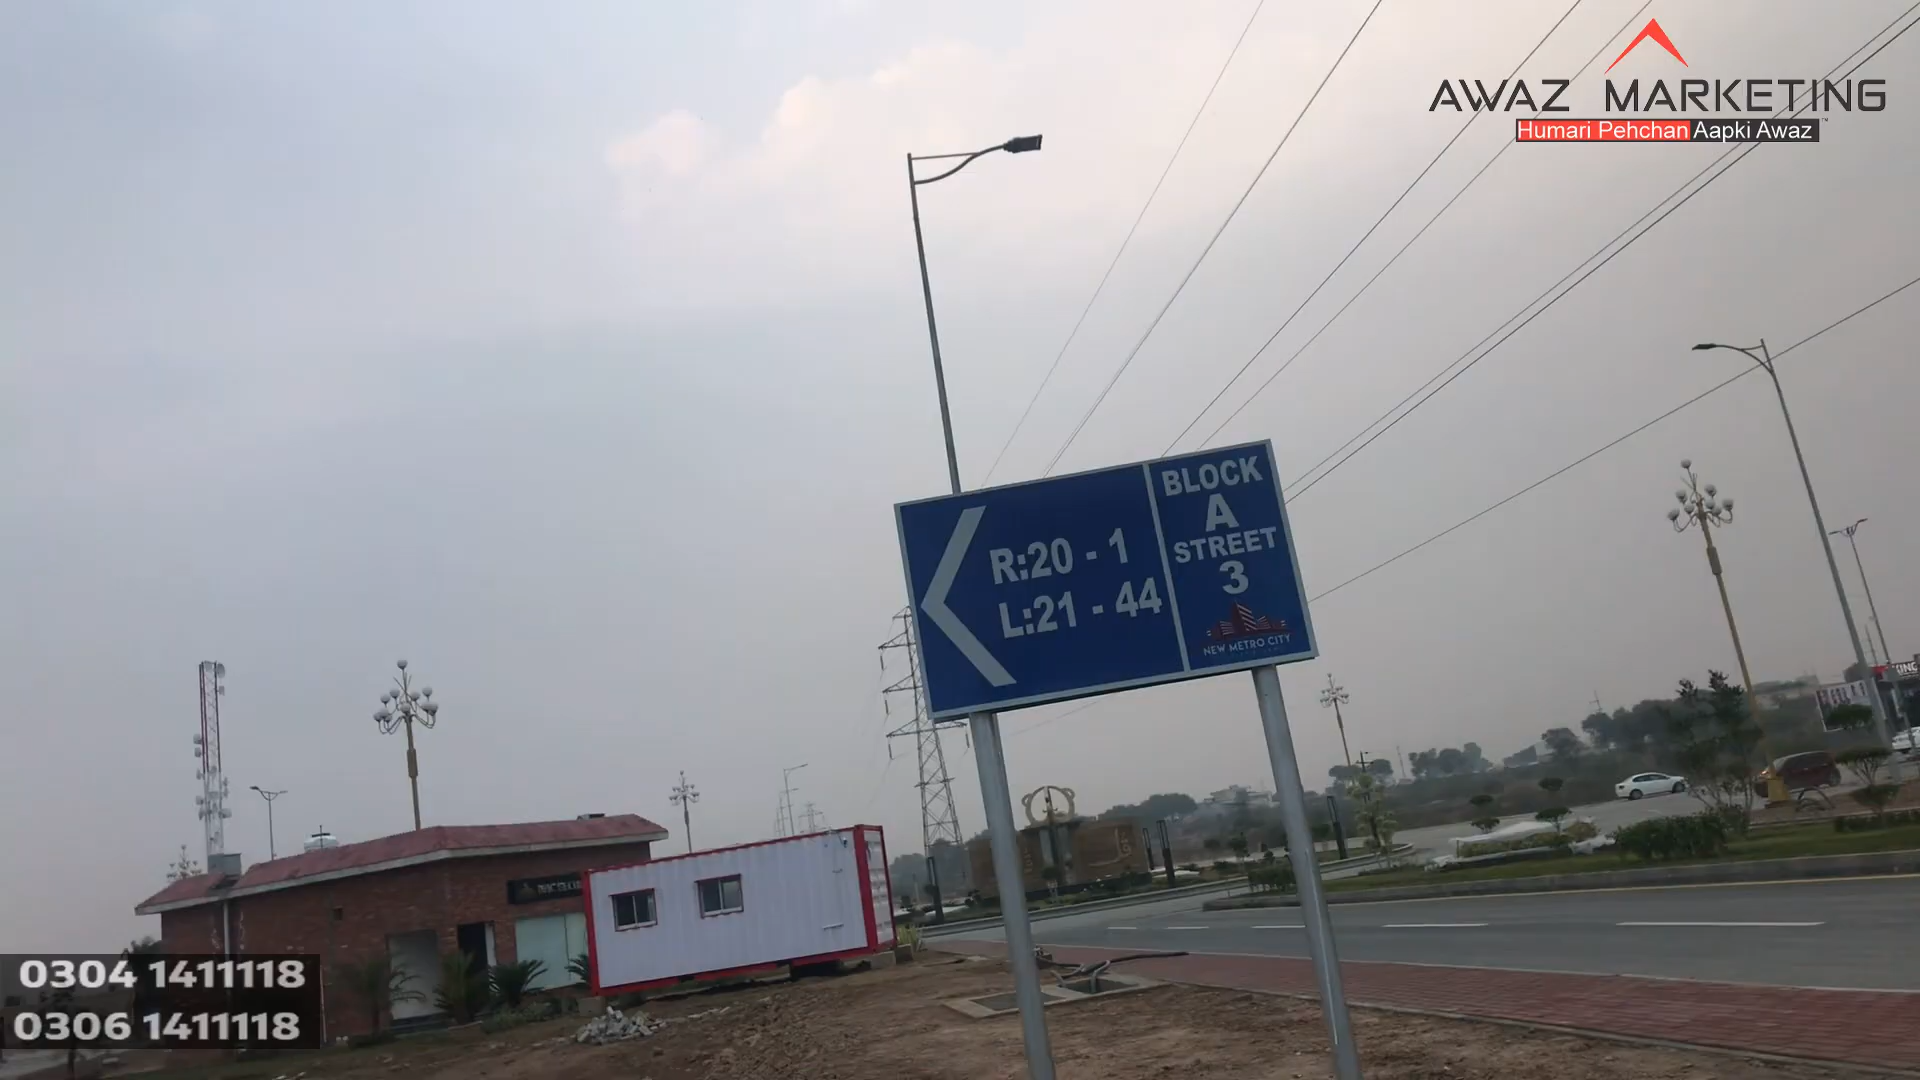 AWAZ MARKETING
Humari Pehchan Aapki Awaz
BLOCK
A
STREET
3
NEW METRO CITY
R:20 - 1
L:21 - 44
0304 1411118
0306 1411118